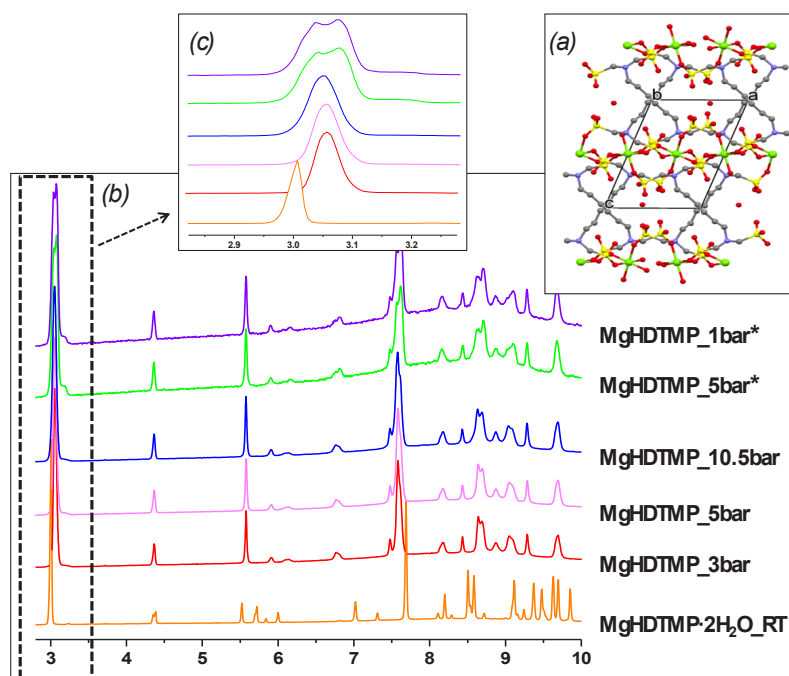 (c)
2.9 3.0 3.1 3.2
(a)
b a
c
(b)
MgHDTMP_1bar*
MgHDTMP_5bar*
MgHDTMP_10.5bar
MgHDTMP_5bar
MgHDTMP_3bar
MgHDTMP·2H₂O_RT
3 4 5 6 7 8 9 10